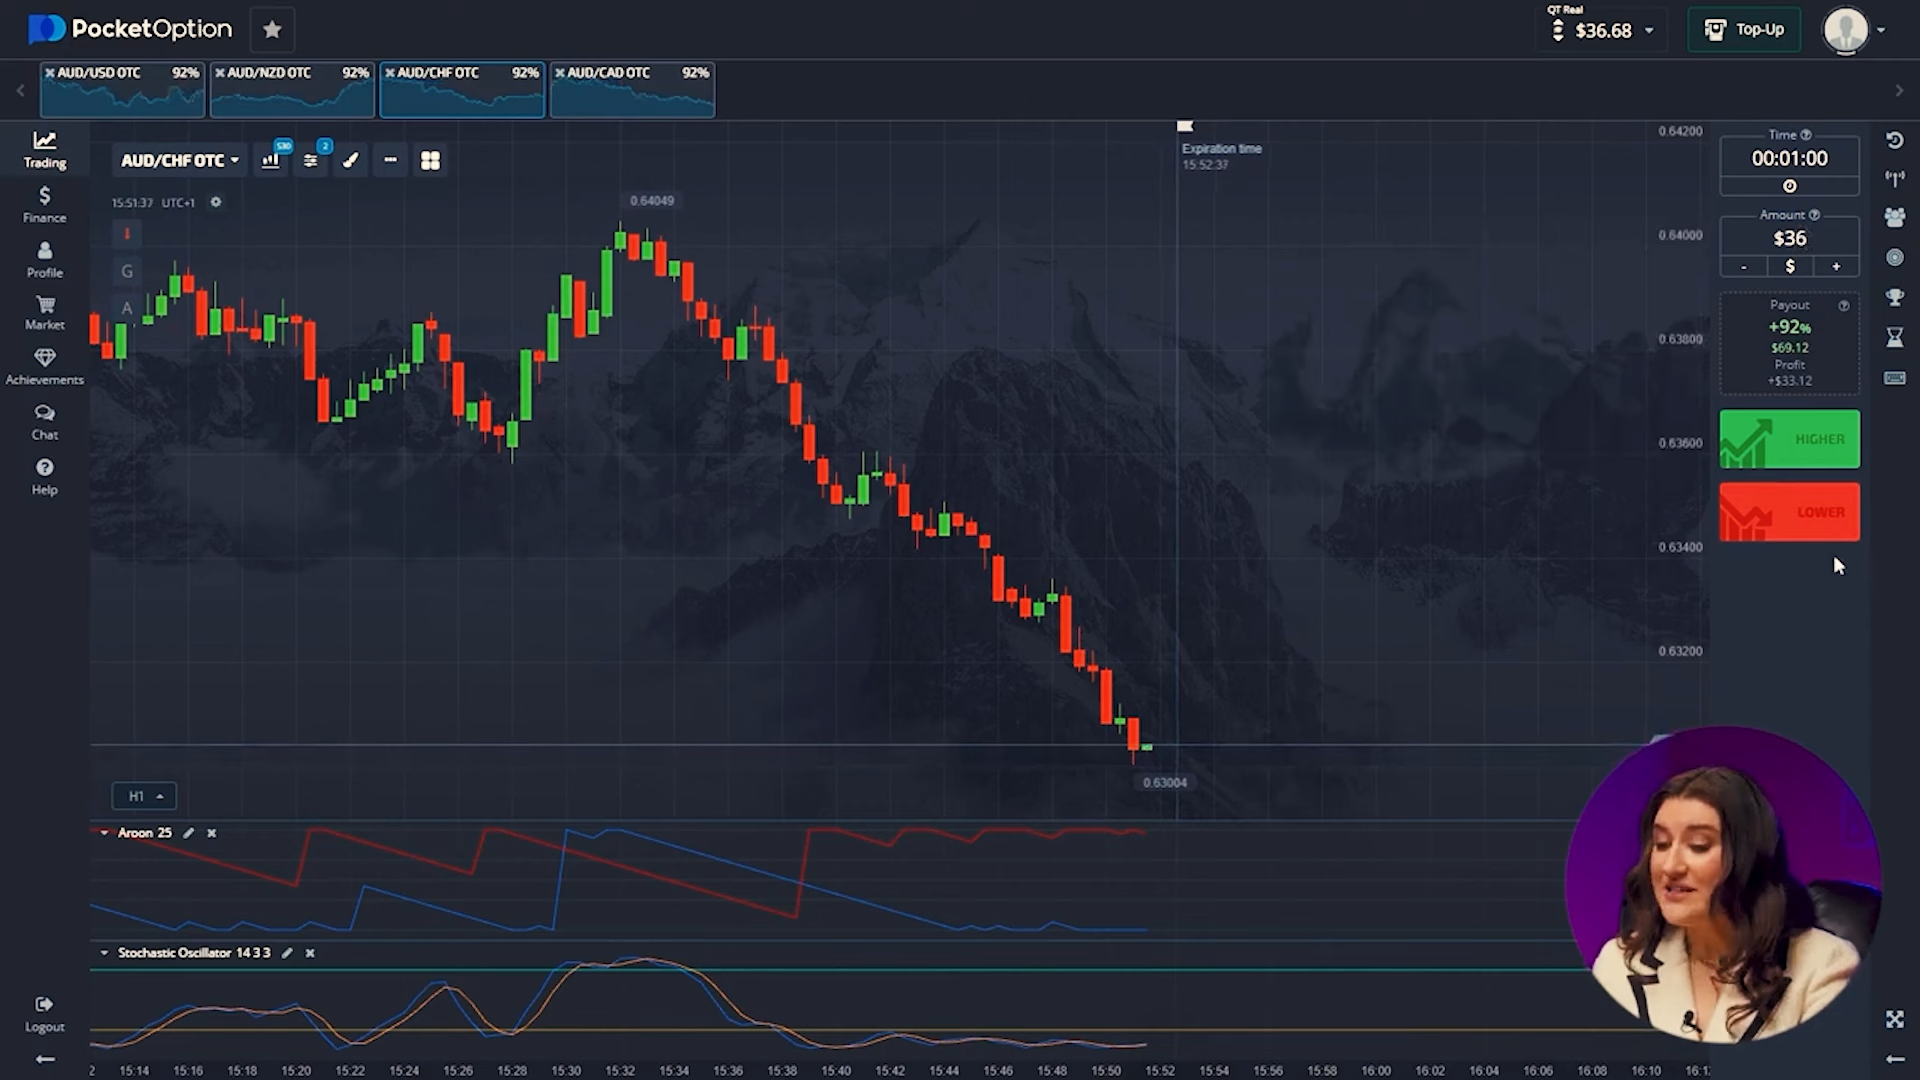 PocketOption
QT Real
$36.68
Top-Up
AUD/USD OTC 92%
AUD/NZD OTC 92%
AUD/CHF OTC 92%
AUD/CAD OTC 92%
Trading
Finance
Profile
Market
Achievements
Chat
Help
Logout
AUD/CHF OTC
S30
2
15:51:37 UTC+1
G
A
0.64049
Expiration time
15:52:37
0.64200
0.64000
0.63800
0.63600
0.63400
0.63200
0.63004
Time
00:01:00
Amount
$36
- $ +
Payout
+92%
$69.12
Profit
+$33.12
HIGHER
LOWER
H1
Aroon 25
Stochastic Oscillator 14 3 3
2 15:14 15:16 15:18 15:20 15:22 15:24 15:26 15:28 15:30 15:32 15:34 15:36 15:38 15:40 15:42 15:44 15:46 15:48 15:50 15:52 15:54 15:56 15:58 16:00 16:02 16:04 16:06 16:08 16:10 16:1